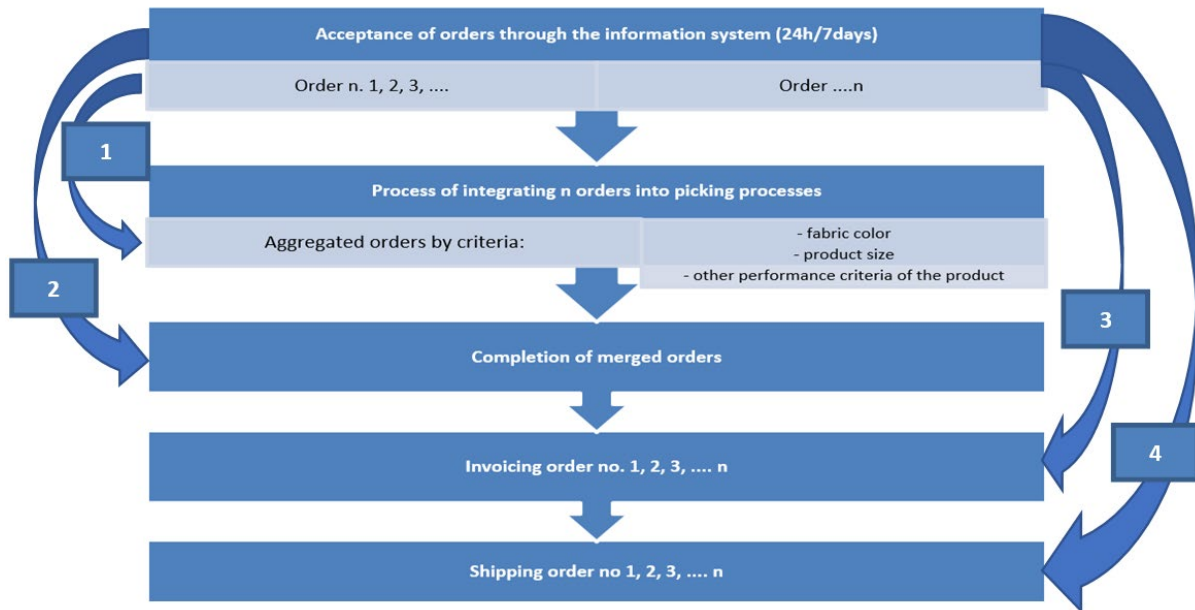 Acceptance of orders through the information system (24h/7days)
Order n. 1, 2, 3, ....
Order ....n
1
Process of integrating n orders into picking processes
Aggregated orders by criteria:
- fabric color
- product size
- other performance criteria of the product
2
3
Completion of merged orders
Invoicing order no. 1, 2, 3, .... n
4
Shipping order no 1, 2, 3, .... n